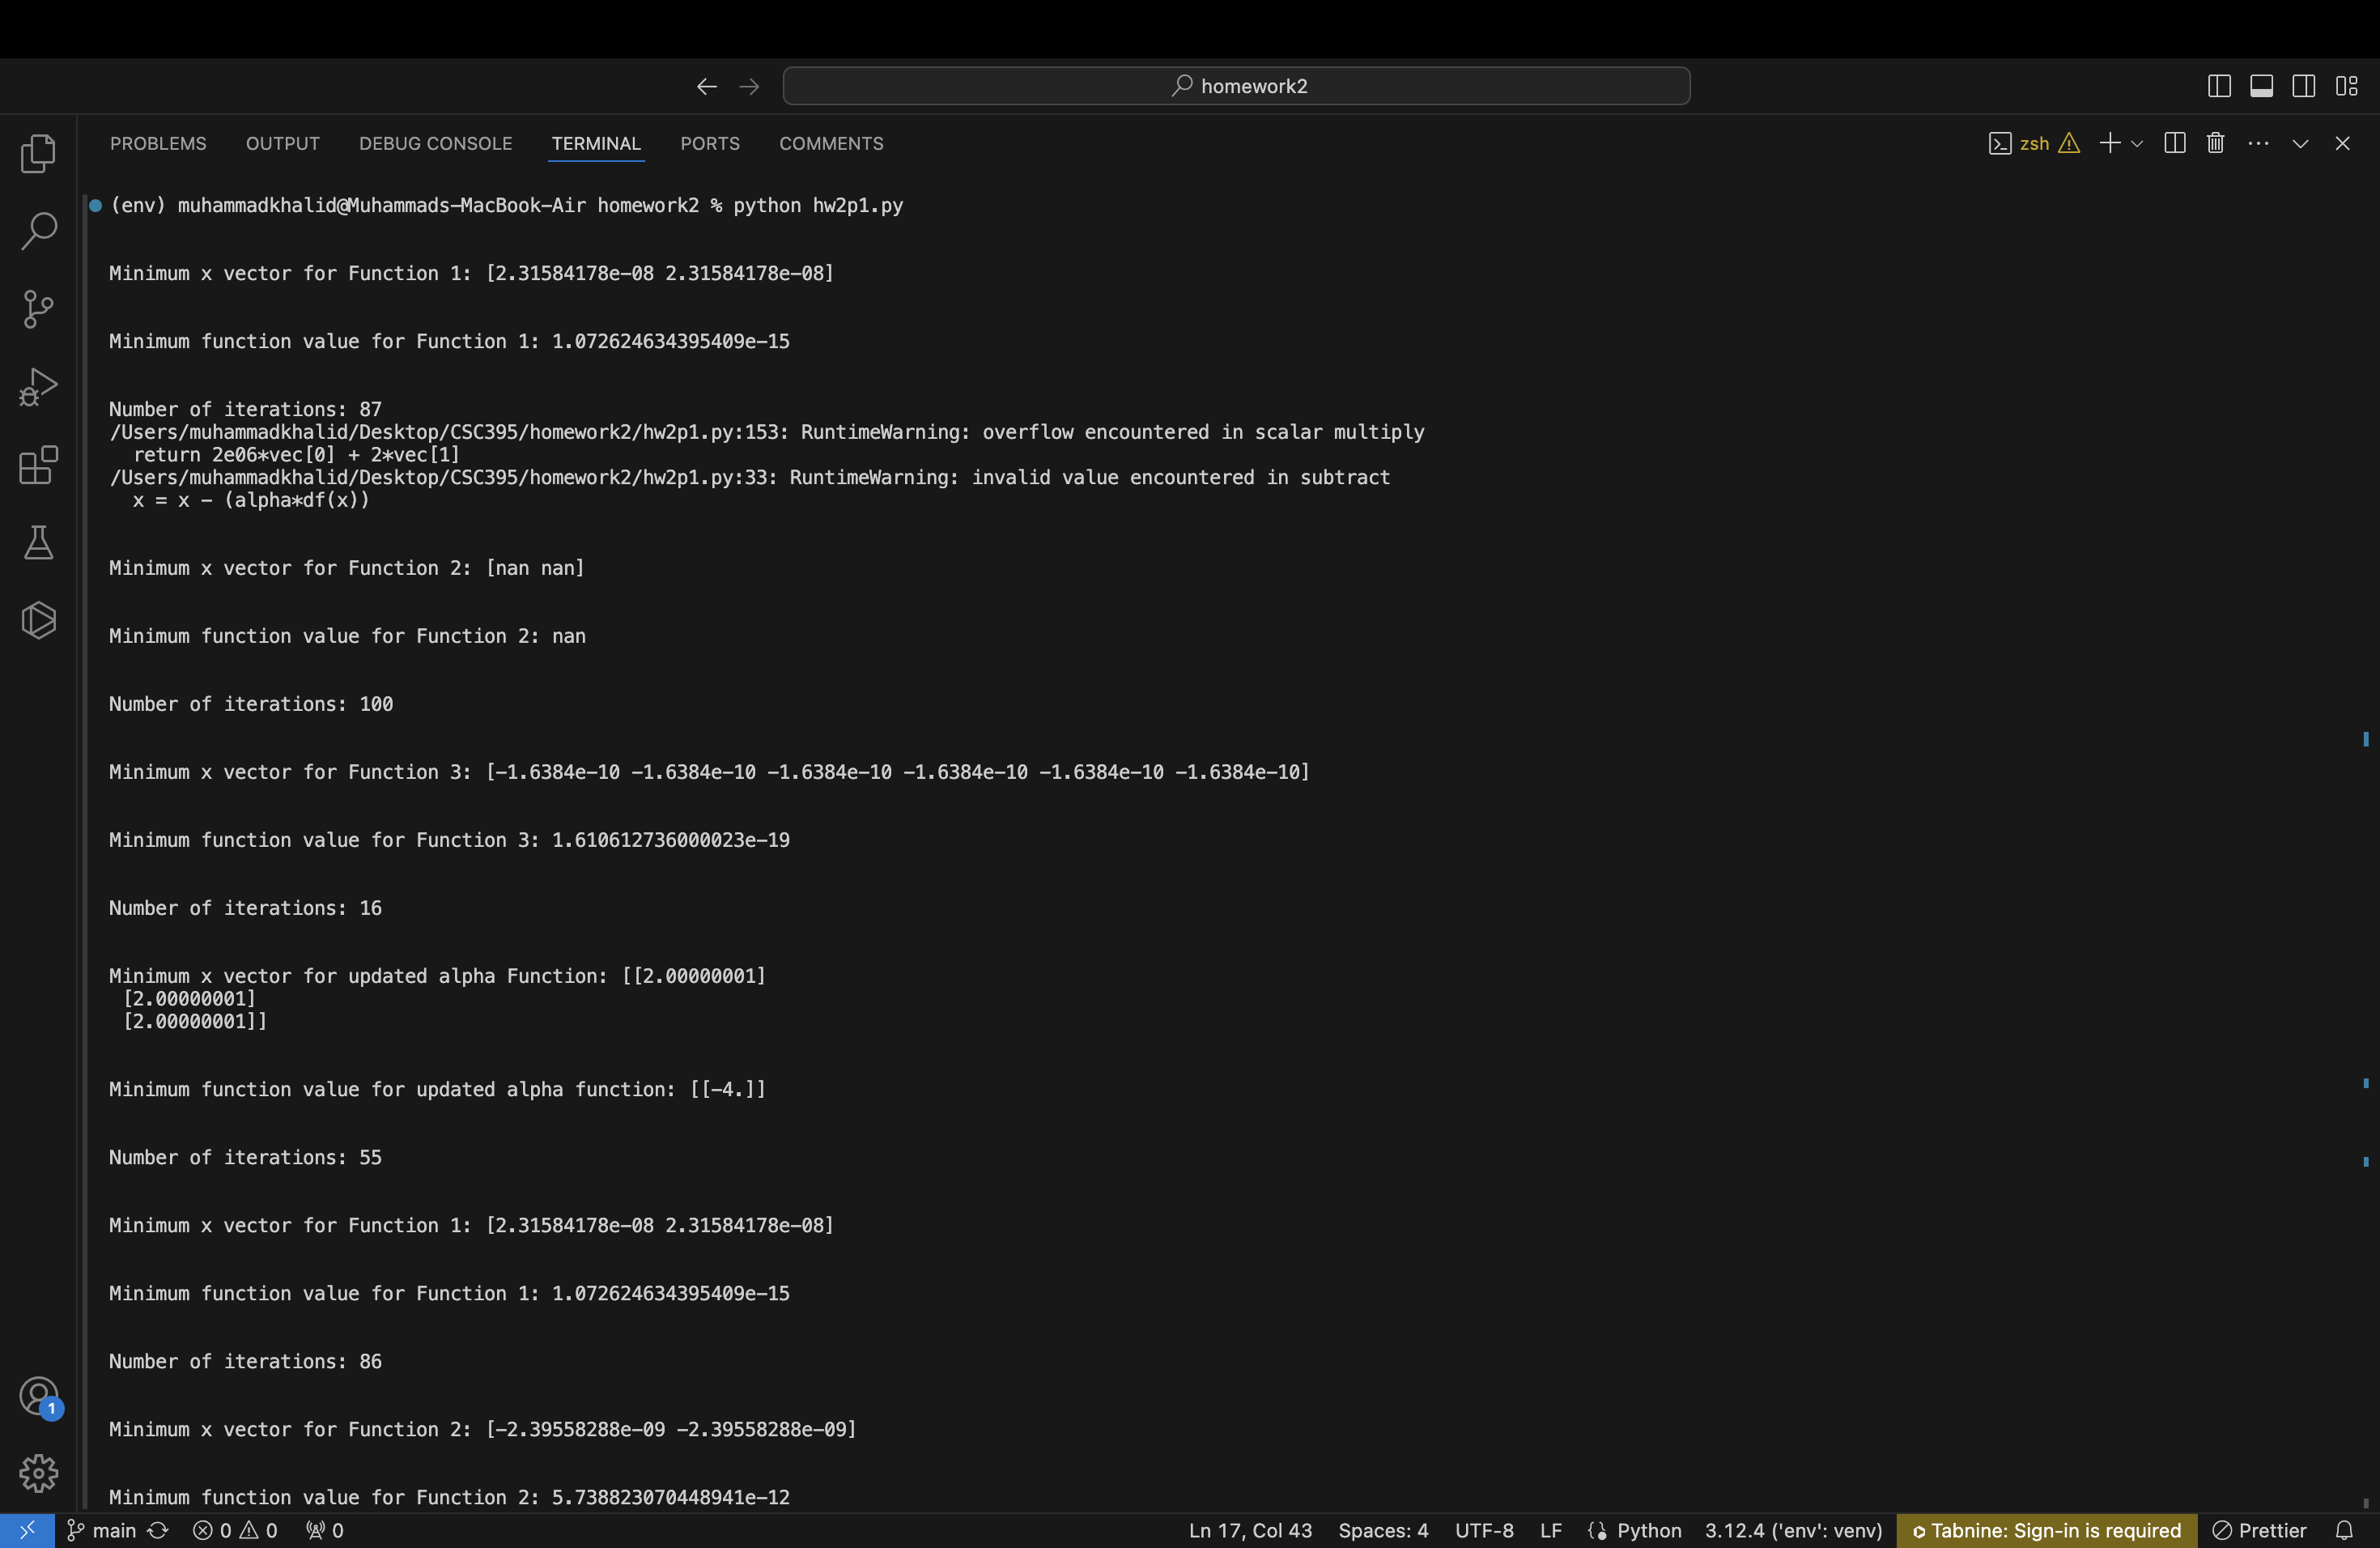 homework2
PROBLEMS OUTPUT DEBUG CONSOLE TERMINAL PORTS COMMENTS zsh
(env) muhammadkhalid@Muhammads-MacBook-Air homework2 % python hw2p1.py
Minimum x vector for Function 1: [2.31584178e-08 2.31584178e-08]
Minimum function value for Function 1: 1.072624634395409e-15
Number of iterations: 87
/Users/muhammadkhalid/Desktop/CSC395/homework2/hw2p1.py:153: RuntimeWarning: overflow encountered in scalar multiply
return 2e06*vec[0] + 2*vec[1]
/Users/muhammadkhalid/Desktop/CSC395/homework2/hw2p1.py:33: RuntimeWarning: invalid value encountered in subtract
x = x - (alpha*df(x))
Minimum x vector for Function 2: [nan nan]
Minimum function value for Function 2: nan
Number of iterations: 100
Minimum x vector for Function 3: [-1.6384e-10 -1.6384e-10 -1.6384e-10 -1.6384e-10 -1.6384e-10 -1.6384e-10]
Minimum function value for Function 3: 1.610612736000023e-19
Number of iterations: 16
Minimum x vector for updated alpha Function: [[2.00000001]
[2.00000001]
[2.00000001]]
Minimum function value for updated alpha function: [[-4.]]
Number of iterations: 55
Minimum x vector for Function 1: [2.31584178e-08 2.31584178e-08]
Minimum function value for Function 1: 1.072624634395409e-15
Number of iterations: 86
Minimum x vector for Function 2: [-2.39558288e-09 -2.39558288e-09]
Minimum function value for Function 2: 5.738823070448941e-12
1
main 0 0 0 Ln 17, Col 43 Spaces: 4 UTF-8 LF Python 3.12.4 ('env': venv) Tabnine: Sign-in is required Prettier